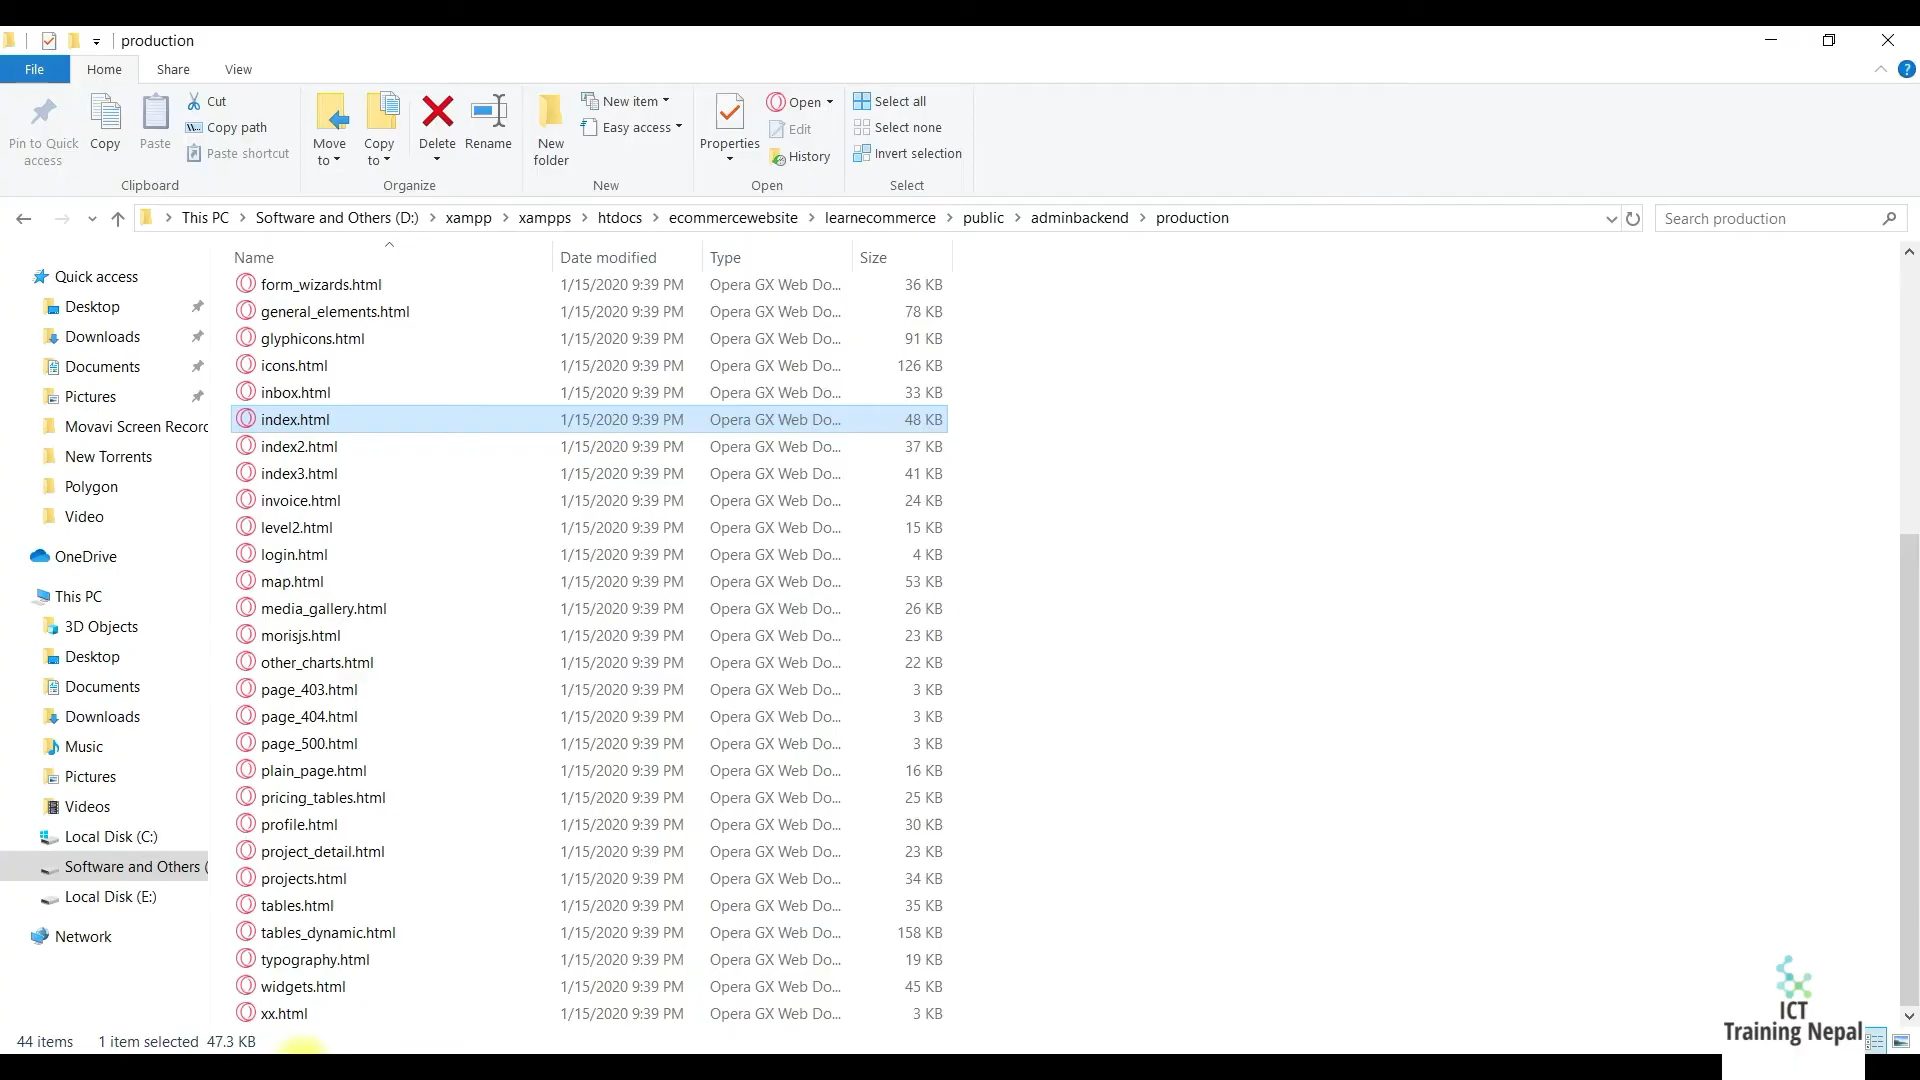 production
File Home Share View
Pin to Quick access
Copy
Paste
Cut
Copy path
Paste shortcut
Clipboard
Move to
Copy to
Delete
Rename
Organize
New folder
New item
Easy access
New
Properties
Open
Edit
History
Open
Select all
Select none
Invert selection
Select
This PC > Software and Others (D:) > xampp > xampps > htdocs > ecommercewebsite > learnecommerce > public > adminbackend > production
Search production
Quick access
Desktop
Downloads
Documents
Pictures
Movavi Screen Recorc
New Torrents
Polygon
Video
OneDrive
This PC
3D Objects
Desktop
Documents
Downloads
Music
Pictures
Videos
Local Disk (C:)
Software and Others (
Local Disk (E:)
Network
Name Date modified Type Size
form_wizards.html 1/15/2020 9:39 PM Opera GX Web Do... 36 KB
general_elements.html 1/15/2020 9:39 PM Opera GX Web Do... 78 KB
glyphicons.html 1/15/2020 9:39 PM Opera GX Web Do... 91 KB
icons.html 1/15/2020 9:39 PM Opera GX Web Do... 126 KB
inbox.html 1/15/2020 9:39 PM Opera GX Web Do... 33 KB
index.html 1/15/2020 9:39 PM Opera GX Web Do... 48 KB
index2.html 1/15/2020 9:39 PM Opera GX Web Do... 37 KB
index3.html 1/15/2020 9:39 PM Opera GX Web Do... 41 KB
invoice.html 1/15/2020 9:39 PM Opera GX Web Do... 24 KB
level2.html 1/15/2020 9:39 PM Opera GX Web Do... 15 KB
login.html 1/15/2020 9:39 PM Opera GX Web Do... 4 KB
map.html 1/15/2020 9:39 PM Opera GX Web Do... 53 KB
media_gallery.html 1/15/2020 9:39 PM Opera GX Web Do... 26 KB
morisjs.html 1/15/2020 9:39 PM Opera GX Web Do... 23 KB
other_charts.html 1/15/2020 9:39 PM Opera GX Web Do... 22 KB
page_403.html 1/15/2020 9:39 PM Opera GX Web Do... 3 KB
page_404.html 1/15/2020 9:39 PM Opera GX Web Do... 3 KB
page_500.html 1/15/2020 9:39 PM Opera GX Web Do... 3 KB
plain_page.html 1/15/2020 9:39 PM Opera GX Web Do... 16 KB
pricing_tables.html 1/15/2020 9:39 PM Opera GX Web Do... 25 KB
profile.html 1/15/2020 9:39 PM Opera GX Web Do... 30 KB
project_detail.html 1/15/2020 9:39 PM Opera GX Web Do... 23 KB
projects.html 1/15/2020 9:39 PM Opera GX Web Do... 34 KB
tables.html 1/15/2020 9:39 PM Opera GX Web Do... 35 KB
tables_dynamic.html 1/15/2020 9:39 PM Opera GX Web Do... 158 KB
typography.html 1/15/2020 9:39 PM Opera GX Web Do... 19 KB
widgets.html 1/15/2020 9:39 PM Opera GX Web Do... 45 KB
xx.html 1/15/2020 9:39 PM Opera GX Web Do... 3 KB
ICT
Training Nepal
44 items 1 item selected 47.3 KB